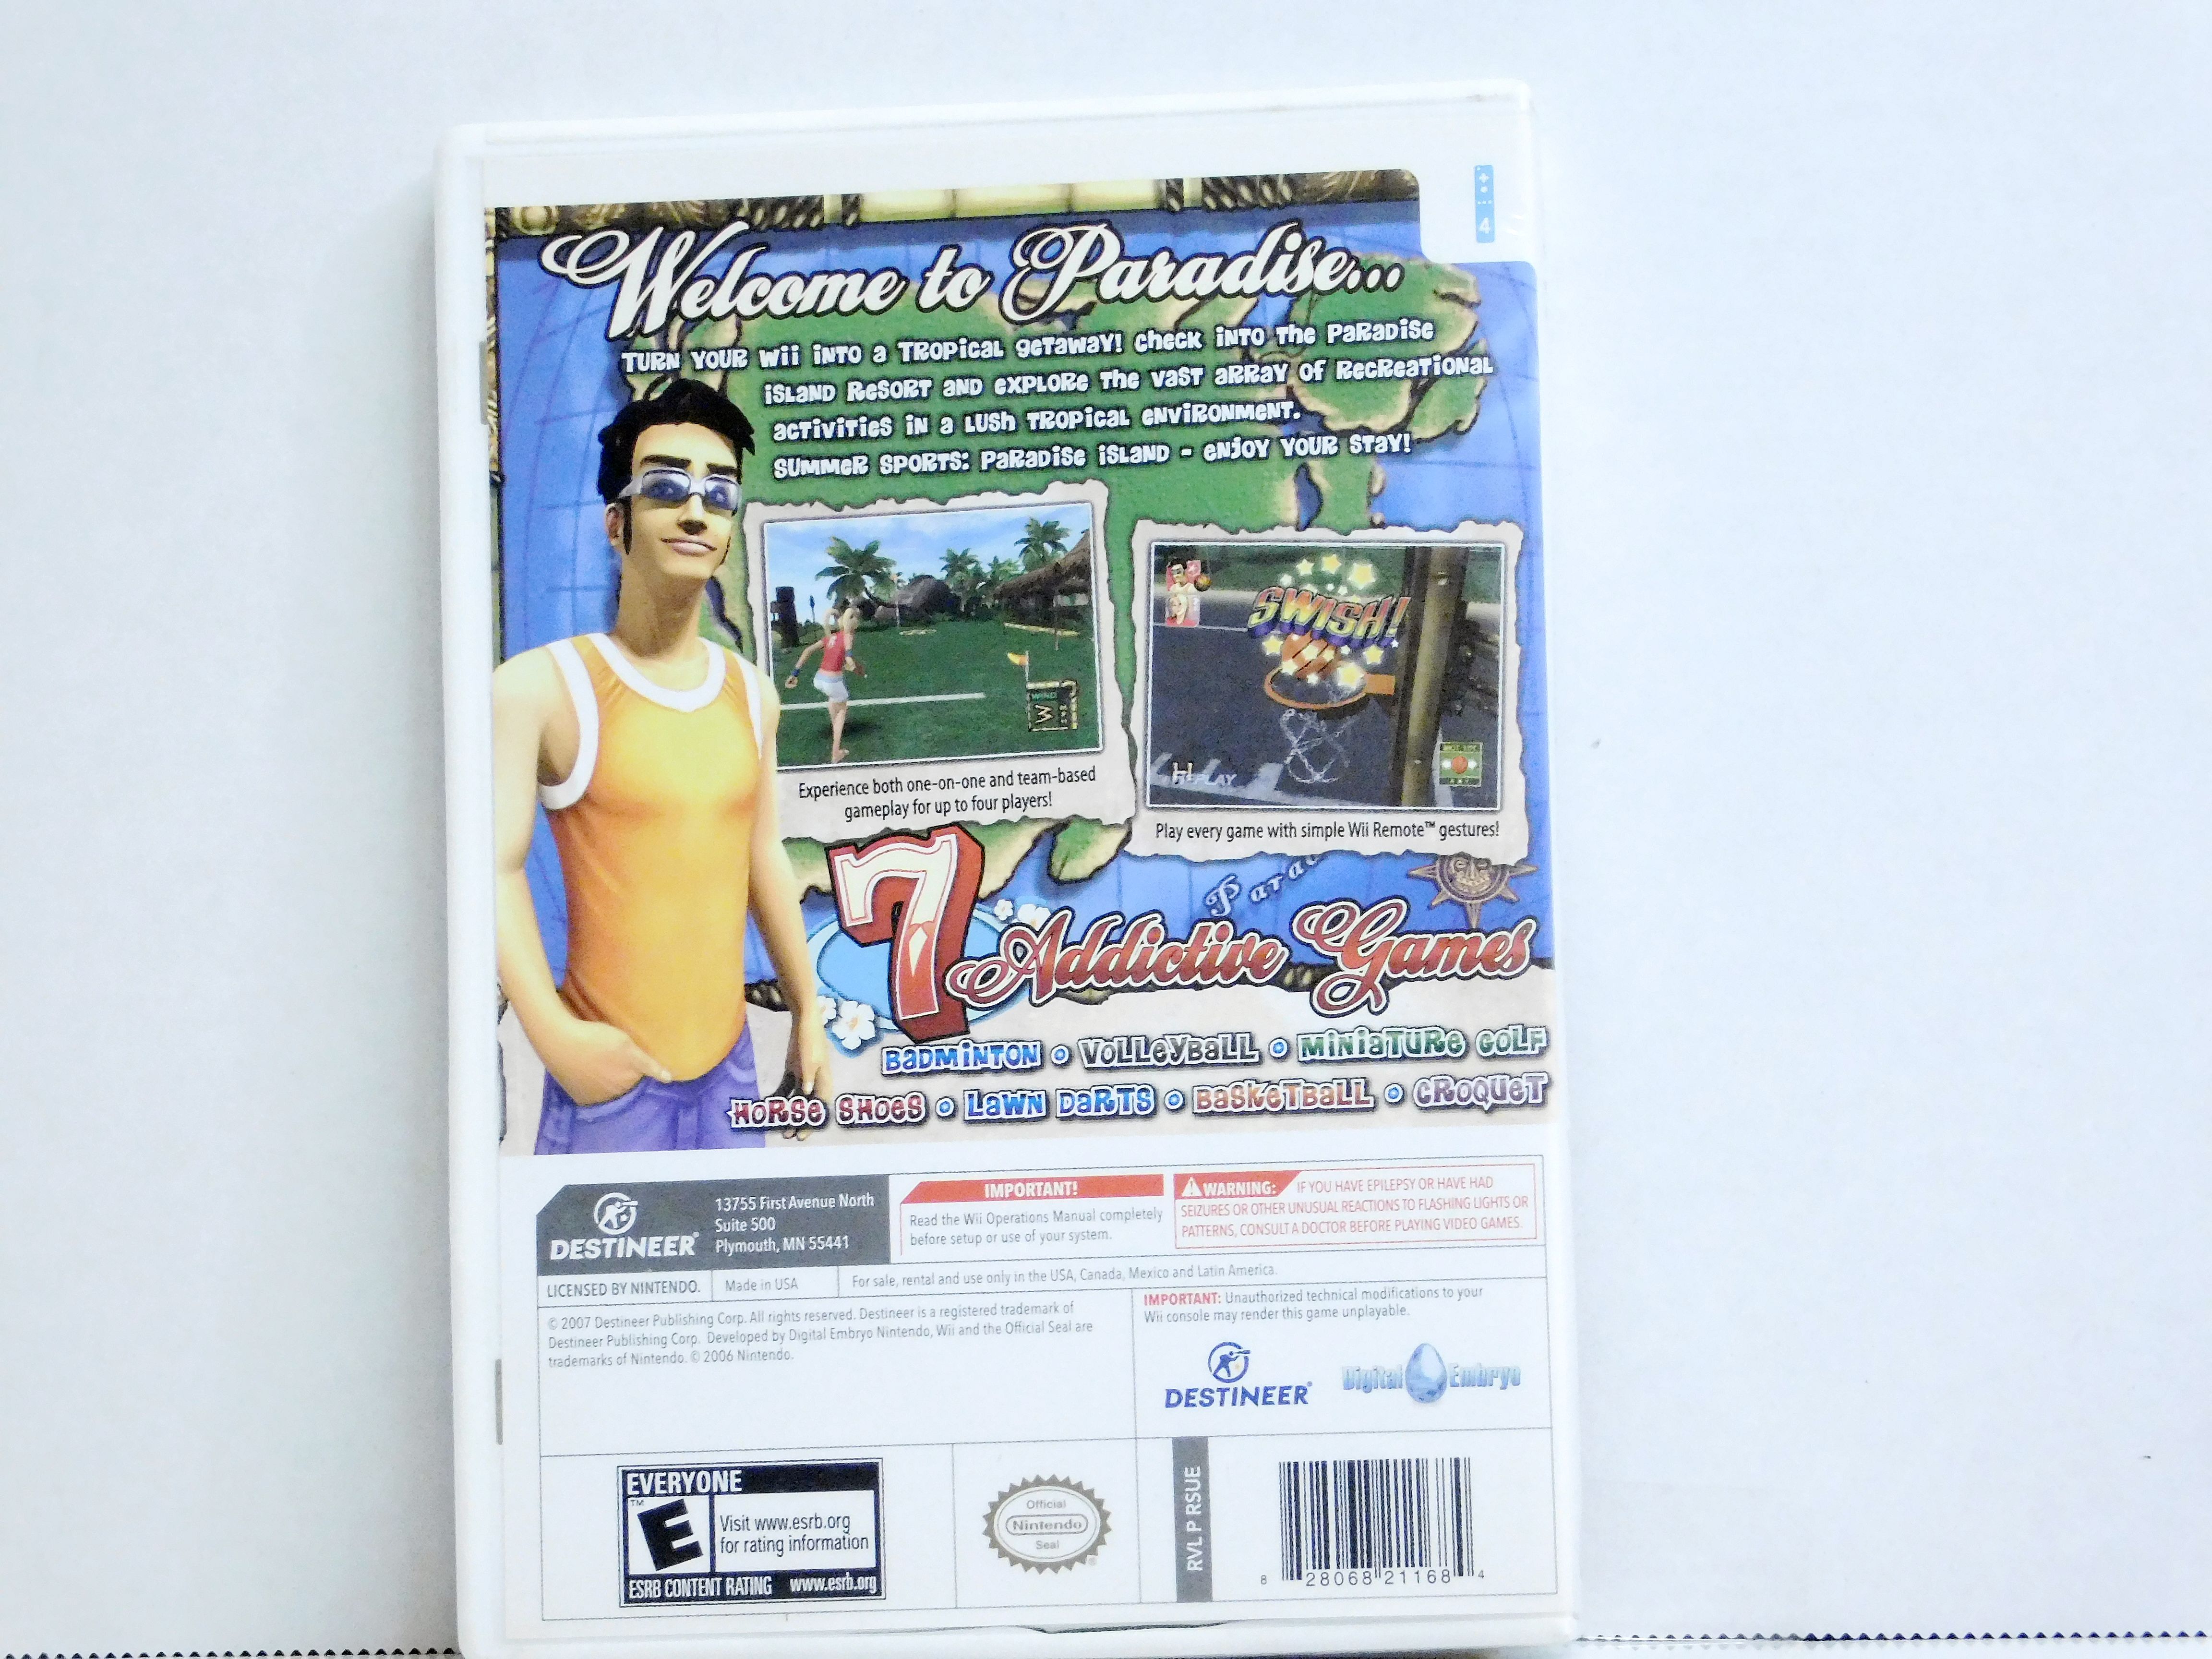 4
Welcome to Paradise...
TURN YOUR Wii iNTO a TROPicaL geTaway! check iNTO The PaRaDiSe
iSLaND ReSORT aND exPLORe The vaST aRRay Of RecReaTiONaL
acTiviTieS iN a LUSh TROPicaL eNviRONmeNT.
SUmmeR SPORTS: PaRaDiSe iSLaND - eNjOy yOUR STay!
SWISH!
WIND
REPLAY
Experience both one-on-one and team-based
gameplay for up to four players!
Play every game with simple Wii Remote™ gestures!
7 Addictive Games
BaDmiNTON • VOLLeyBaLL • miNiaTURe GOLF
HORSe SHOeS • LaWN DaRTS • BaSKeTBaLL • CROQUeT
DESTINEER®
13755 First Avenue North
Suite 500
Plymouth, MN 55441
IMPORTANT!
Read the Wii Operations Manual completely
before setup or use of your system.
WARNING: IF YOU HAVE EPILEPSY OR HAVE HAD
SEIZURES OR OTHER UNUSUAL REACTIONS TO FLASHING LIGHTS OR
PATTERNS, CONSULT A DOCTOR BEFORE PLAYING VIDEO GAMES.
LICENSED BY NINTENDO.
Made in USA
For sale, rental and use only in the USA, Canada, Mexico and Latin America.
© 2007 Destineer Publishing Corp. All rights reserved. Destineer is a registered trademark of
Destineer Publishing Corp. Developed by Digital Embryo Nintendo, Wii and the Official Seal are
trademarks of Nintendo. © 2006 Nintendo.
IMPORTANT: Unauthorized technical modifications to your
Wii console may render this game unplayable.
DESTINEER®
Digital Embryo
EVERYONE
E
TM
Visit www.esrb.org
for rating information
ESRB CONTENT RATING www.esrb.org
Official
Nintendo
Seal
RVL P RSUE
8 28068 21168 4